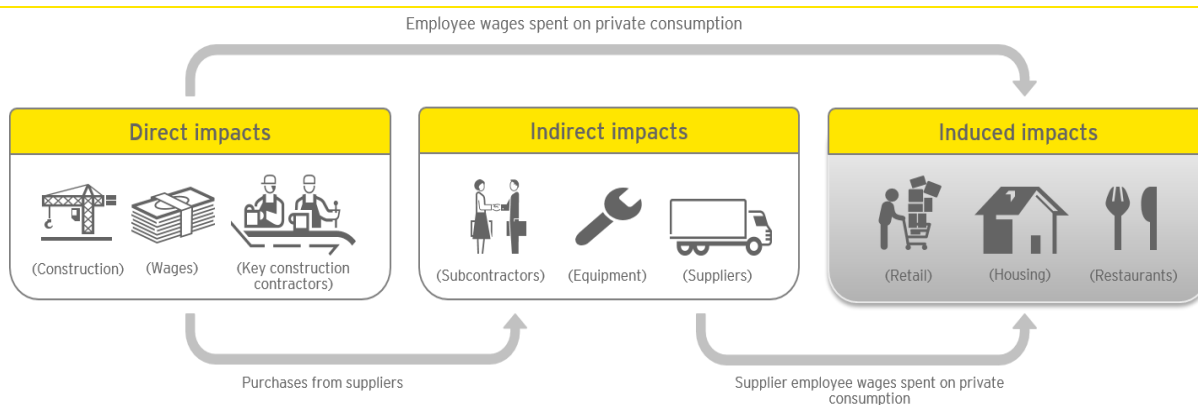 Employee wages spent on private consumption
Direct impacts
Indirect impacts
Induced impacts
(Construction)
(Wages)
(Key construction
contractors)
(Subcontractors)
(Equipment)
(Suppliers)
(Retail)
(Housing)
(Restaurants)
Purchases from suppliers
Supplier employee wages spent on private
consumption